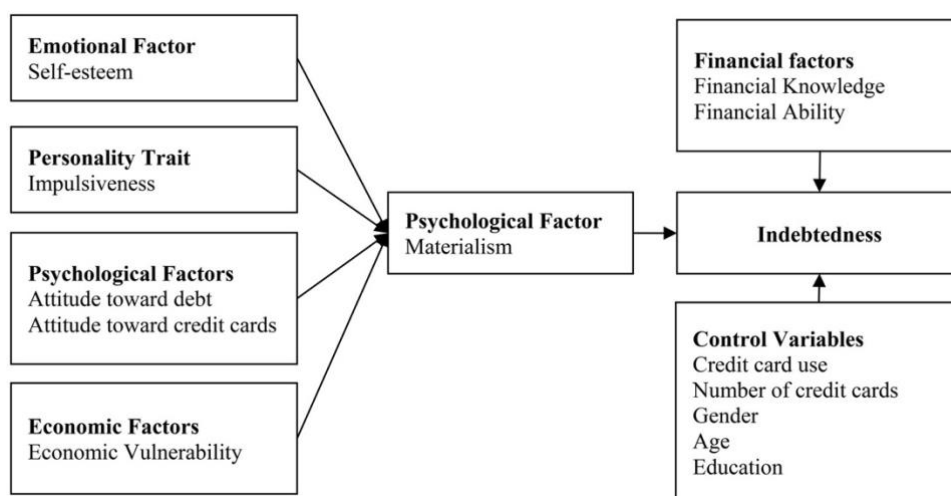 Emotional Factor
Self-esteem
Personality Trait
Impulsiveness
Psychological Factors
Attitude toward debt
Attitude toward credit cards
Economic Factors
Economic Vulnerability
Psychological Factor
Materialism
Financial factors
Financial Knowledge
Financial Ability
Indebtedness
Control Variables
Credit card use
Number of credit cards
Gender
Age
Education